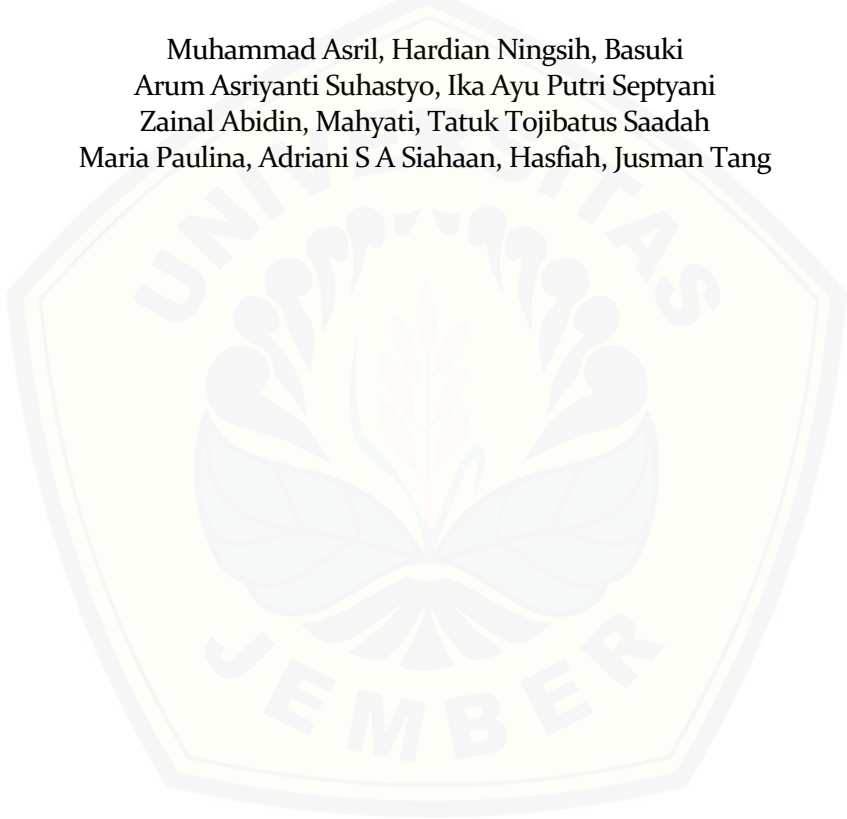 Muhammad Asril, Hardian Ningsih, Basuki
Arum Asriyanti Suhastyo, Ika Ayu Putri Septyani
Zainal Abidin, Mahyati, Tatuk Tojibatus Saadah
Maria Paulina, Adriani S A Siahaan, Hasfiah, Jusman Tang
UNIVERSITAS
JEMBER